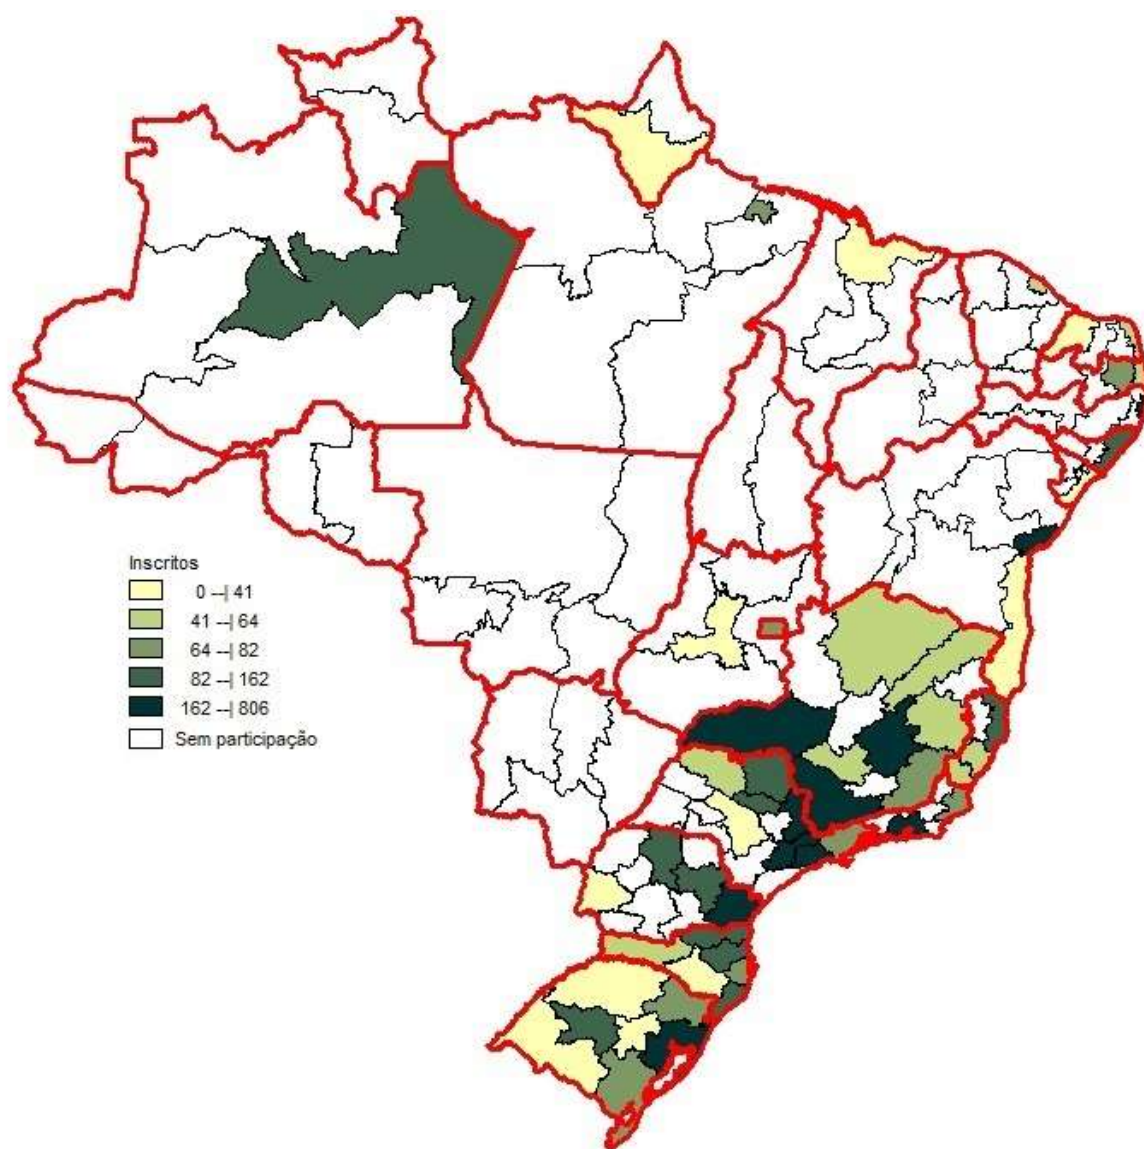 Inscritos
0 --| 41
41 --| 64
64 --| 82
82 --| 162
162 --| 806
Sem participação